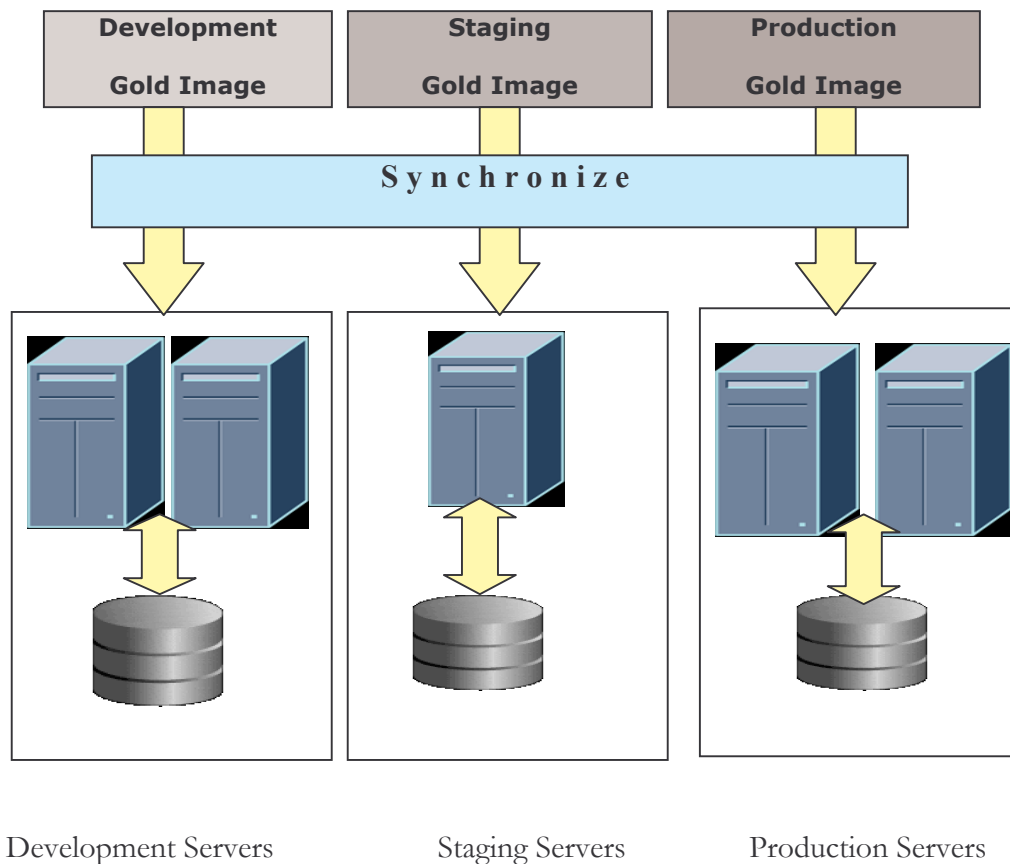 Development
Gold Image
Staging
Gold Image
Production
Gold Image
Synchronize
Development Servers
Staging Servers
Production Servers